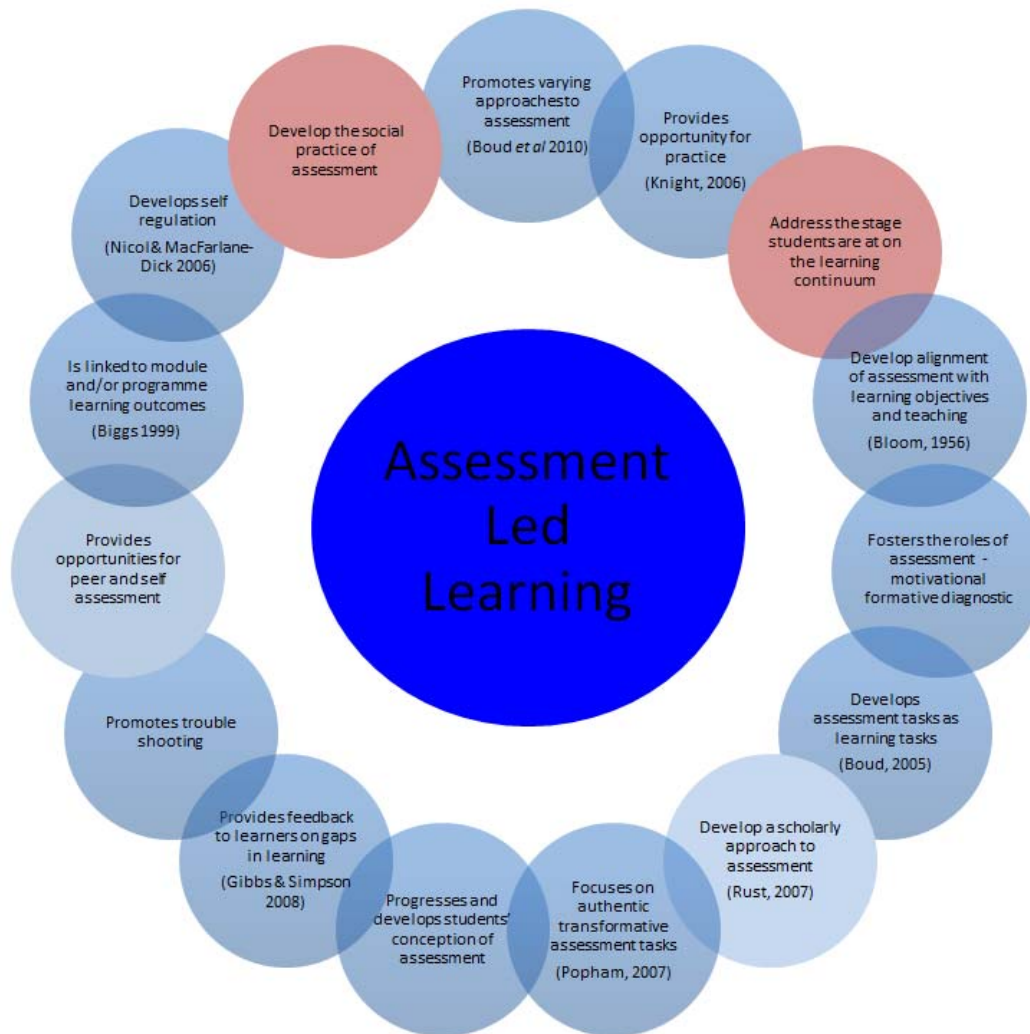 Promotes varying
approachesto
assessment
(Boud et al 2010)
Provides
opportunity for
practice
(Knight, 2006)
Address the stage
students are at on
the learning
continuum
Develop alignment
of assessment with
learning objectives
and teaching
(Bloom, 1956)
Fosters the roles of
assessment -
motivational
formative diagnostic
Develops
assessment tasks as
learning tasks
(Boud, 2005)
Develop a scholarly
approach to
assessment
(Rust, 2007)
Focuses on
authentic
transformative
assessment tasks
(Popham, 2007)
Progresses and
develops students'
conception of
assessment
Provides feedback
to learners on gaps
in learning
(Gibbs & Simpson
2008)
Promotes trouble
shooting
Provides
opportunities for
peer and self
assessment
Is linked to module
and/or programme
learning outcomes
(Biggs 1999)
Develops self
regulation
(Nicol & MacFarlane-
Dick 2006)
Develop the social
practice of
assessment
Assessment
Led
Learning